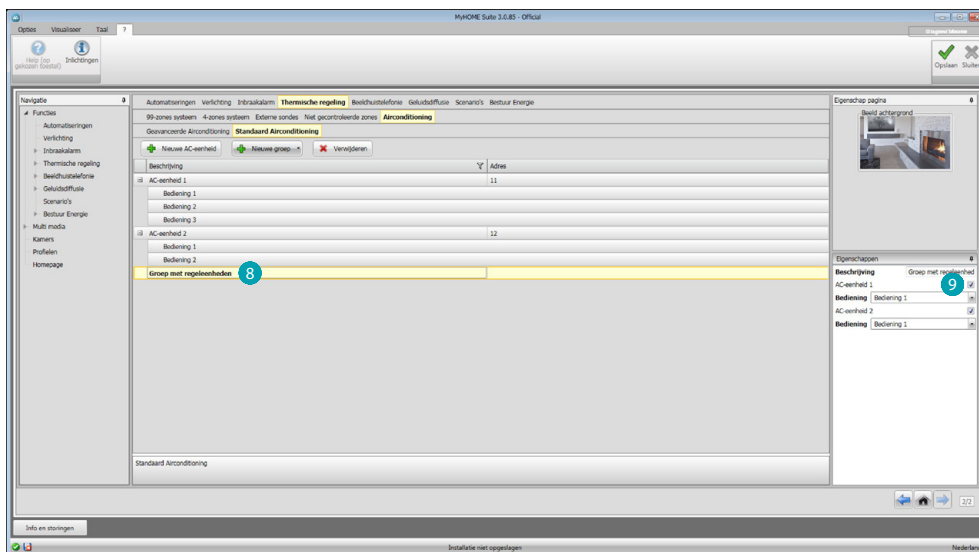 MyHOME Suite 3.0.85 - Official
Opties Visualiseer Taal ?
Help (op gekozen toestel)
Inlichtingen
Opslaan Sluite
Navigatie
Functies
Automatiseringen
Verlichting
Inbraakalarm
Thermische regeling
Beeldhuistelefonie
Geluidsdiffusie
Scenario's
Bestuur Energie
Multi media
Kamers
Profielen
Homepage
Automatiseringen Verlichting Inbraakalarm Thermische regeling Beeldhuistelefonie Geluidsdiffusie Scenario's Bestuur Energie
99-zones systeem 4-zones systeem Externe sondes Niet gecontroleerde zones Airconditioning
Geavanceerde Airconditioning Standaard Airconditioning
Nieuwe AC-eenheid Nieuwe groep Verwijderen
Beschrijving Adres
AC-eenheid 1 11
Bediening 1
Bediening 2
Bediening 3
AC-eenheid 2 12
Bediening 1
Bediening 2
Groep met regeleenheden 8
Standaard Airconditioning
Eigenschap pagina
Beeld achtergrond
Eigenschappen
Beschrijving Groep met regeleenhed
AC-eenheid 1 9
Bediening Bediening 1
AC-eenheid 2
Bediening Bediening 1
2/2
Info en storingen
Installatie niet opgeslagen
Nederlan